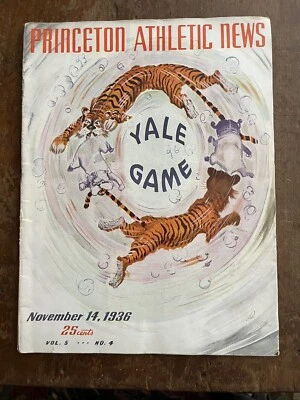 PRINCETON ATHLETIC NEWS
YALE
GAME
November 14, 1936
25 cents
VOL. 5 --- NO. 4